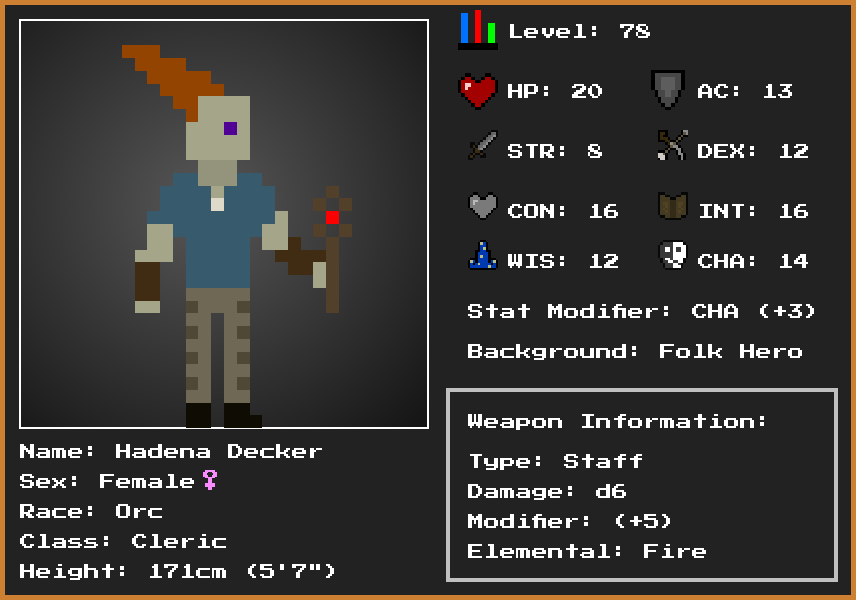 Level: 78
HP: 20 AC: 13
STR: 8 DEX: 12
CON: 16 INT: 16
WIS: 12 CHA: 14
Stat Modifier: CHA (+3)
Background: Folk Hero
Weapon Information:
Type: Staff
Damage: d6
Modifier: (+5)
Elemental: Fire
Name: Hadena Decker
Sex: Female♀
Race: Orc
Class: Cleric
Height: 171cm (5'7")